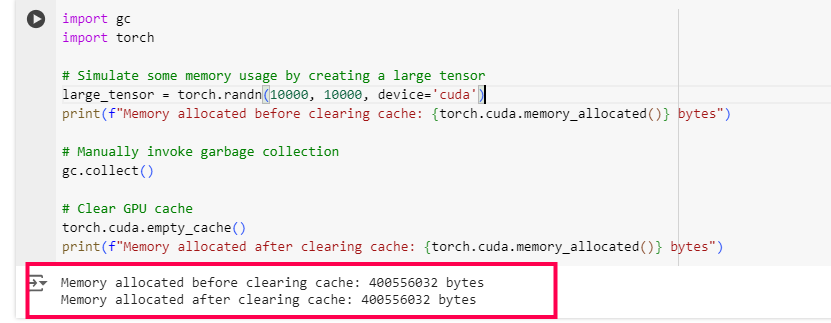 import gc
import torch
# Simulate some memory usage by creating a large tensor
large_tensor = torch.randn(10000, 10000, device='cuda')
print(f"Memory allocated before clearing cache: {torch.cuda.memory_allocated()} bytes")
# Manually invoke garbage collection
gc.collect()
# Clear GPU cache
torch.cuda.empty_cache()
print(f"Memory allocated after clearing cache: {torch.cuda.memory_allocated()} bytes")
Memory allocated before clearing cache: 400556032 bytes
Memory allocated after clearing cache: 400556032 bytes